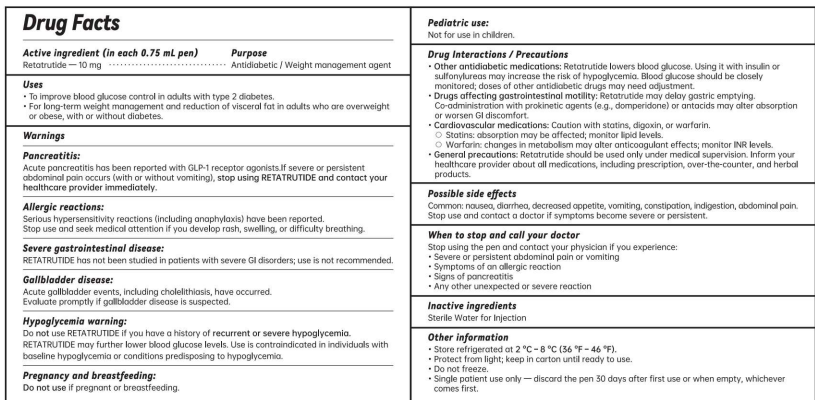 Drug Facts
Active ingredient (in each 0.75 mL pen) Purpose
Retatrutide — 10 mg ···································· Antidiabetic / Weight management agent
Uses
• To improve blood glucose control in adults with type 2 diabetes.
• For long-term weight management and reduction of visceral fat in adults who are overweight
or obese, with or without diabetes.
Warnings
Pancreatitis:
Acute pancreatitis has been reported with GLP-1 receptor agonists.If severe or persistent
abdominal pain occurs (with or without vomiting), stop using RETATRUTIDE and contact your
healthcare provider immediately.
Allergic reactions:
Serious hypersensitivity reactions (including anaphylaxis) have been reported.
Stop use and seek medical attention if you develop rash, swelling, or difficulty breathing.
Severe gastrointestinal disease:
RETATRUTIDE has not been studied in patients with severe GI disorders; use is not recommended.
Gallbladder disease:
Acute gallbladder events, including cholelithiasis, have occurred.
Evaluate promptly if gallbladder disease is suspected.
Hypoglycemia warning:
Do not use RETATRUTIDE if you have a history of recurrent or severe hypoglycemia.
RETATRUTIDE may further lower blood glucose levels. Use is contraindicated in individuals with
baseline hypoglycemia or conditions predisposing to hypoglycemia.
Pregnancy and breastfeeding:
Do not use if pregnant or breastfeeding.
Pediatric use:
Not for use in children.
Drug Interactions / Precautions
• Other antidiabetic medications: Retatrutide lowers blood glucose. Using it with insulin or
sulfonylureas may increase the risk of hypoglycemia. Blood glucose should be closely
monitored; doses of other antidiabetic drugs may need adjustment.
• Drugs affecting gastrointestinal motility: Retatrutide may delay gastric emptying.
Co-administration with prokinetic agents (e.g., domperidone) or antacids may alter absorption
or worsen GI discomfort.
• Cardiovascular medications: Caution with statins, digoxin, or warfarin.
○ Statins: absorption may be affected; monitor lipid levels.
○ Warfarin: changes in metabolism may alter anticoagulant effects; monitor INR levels.
• General precautions: Retatrutide should be used only under medical supervision. Inform your
healthcare provider about all medications, including prescription, over-the-counter, and herbal
products.
Possible side effects
Common: nausea, diarrhea, decreased appetite, vomiting, constipation, indigestion, abdominal pain.
Stop use and contact a doctor if symptoms become severe or persistent.
When to stop and call your doctor
Stop using the pen and contact your physician if you experience:
• Severe or persistent abdominal pain or vomiting
• Symptoms of an allergic reaction
• Signs of pancreatitis
• Any other unexpected or severe reaction
Inactive ingredients
Sterile Water for Injection
Other information
• Store refrigerated at 2 °C – 8 °C (36 °F – 46 °F).
• Protect from light; keep in carton until ready to use.
• Do not freeze.
• Single patient use only — discard the pen 30 days after first use or when empty, whichever
comes first.